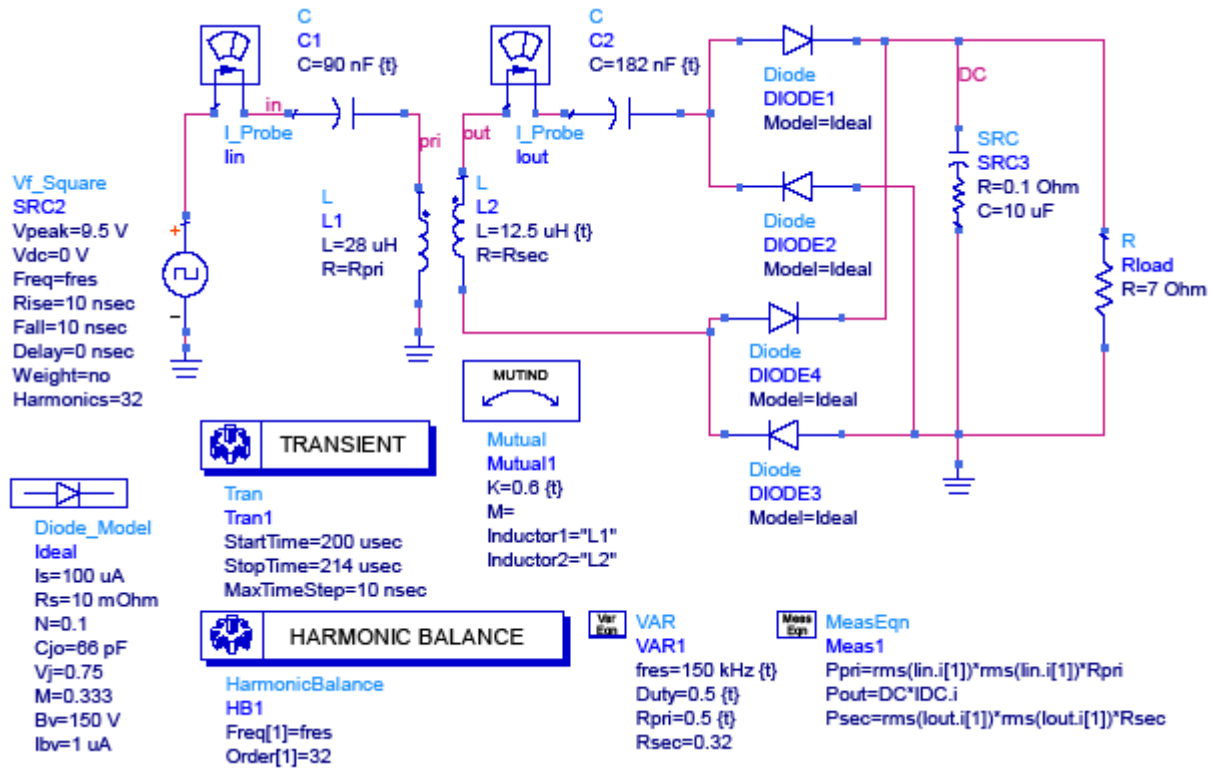 C
C1
C=90 nF {t}
C
C2
C=182 nF {t}
in
I_Probe
Iin
pri
out
I_Probe
Iout
Diode
DIODE1
Model=Ideal
DC
SRC
SRC3
R=0.1 Ohm
C=10 uF
Vf_Square
SRC2
Vpeak=9.5 V
Vdc=0 V
Freq=fres
Rise=10 nsec
Fall=10 nsec
Delay=0 nsec
Weight=no
Harmonics=32
+
−
L
L1
L=28 uH
R=Rpri
L
L2
L=12.5 uH {t}
R=Rsec
Diode
DIODE2
Model=Ideal
R
Rload
R=7 Ohm
Diode
DIODE4
Model=Ideal
MUTIND
Mutual
Mutual1
K=0.6 {t}
M=
Inductor1="L1"
Inductor2="L2"
Diode
DIODE3
Model=Ideal
TRANSIENT
Tran
Tran1
StartTime=200 usec
StopTime=214 usec
MaxTimeStep=10 nsec
Diode_Model
Ideal
Is=100 uA
Rs=10 mOhm
N=0.1
Cjo=66 pF
Vj=0.75
M=0.333
Bv=150 V
Ibv=1 uA
HARMONIC BALANCE
HarmonicBalance
HB1
Freq[1]=fres
Order[1]=32
Var
Eqn
VAR
VAR1
fres=150 kHz {t}
Duty=0.5 {t}
Rpri=0.5 {t}
Rsec=0.32
Meas
Eqn
MeasEqn
Meas1
Ppri=rms(Iin.i[1])*rms(Iin.i[1])*Rpri
Pout=DC*IDC.i
Psec=rms(Iout.i[1])*rms(Iout.i[1])*Rsec